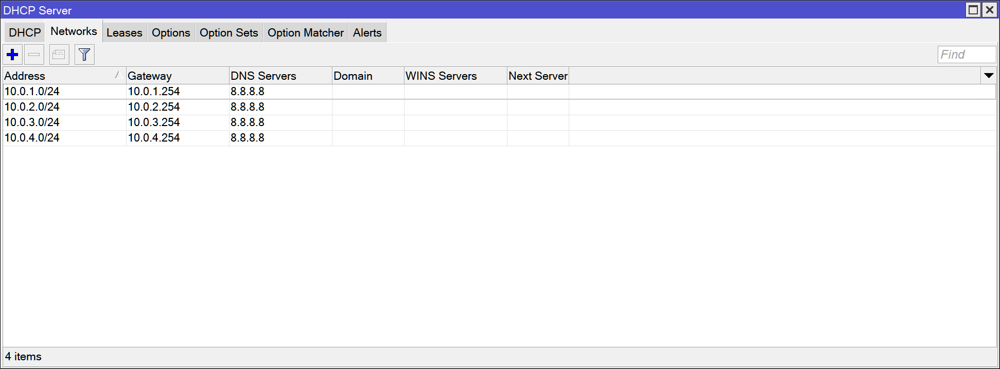 DHCP Server
DHCP Networks Leases Options Option Sets Option Matcher Alerts
Find
Address Gateway DNS Servers Domain WINS Servers Next Server
10.0.1.0/24 10.0.1.254 8.8.8.8
10.0.2.0/24 10.0.2.254 8.8.8.8
10.0.3.0/24 10.0.3.254 8.8.8.8
10.0.4.0/24 10.0.4.254 8.8.8.8
4 items